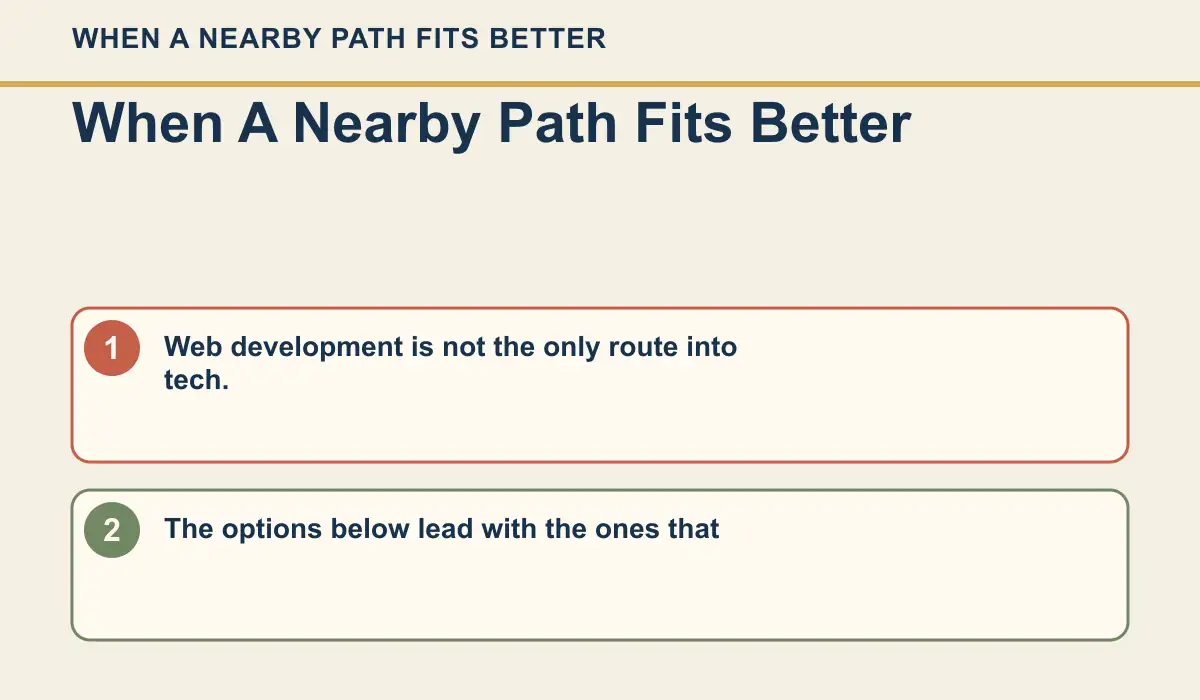 WHEN A NEARBY PATH FITS BETTER
When A Nearby Path Fits Better
1
Web development is not the only route into
tech.
2
The options below lead with the ones that